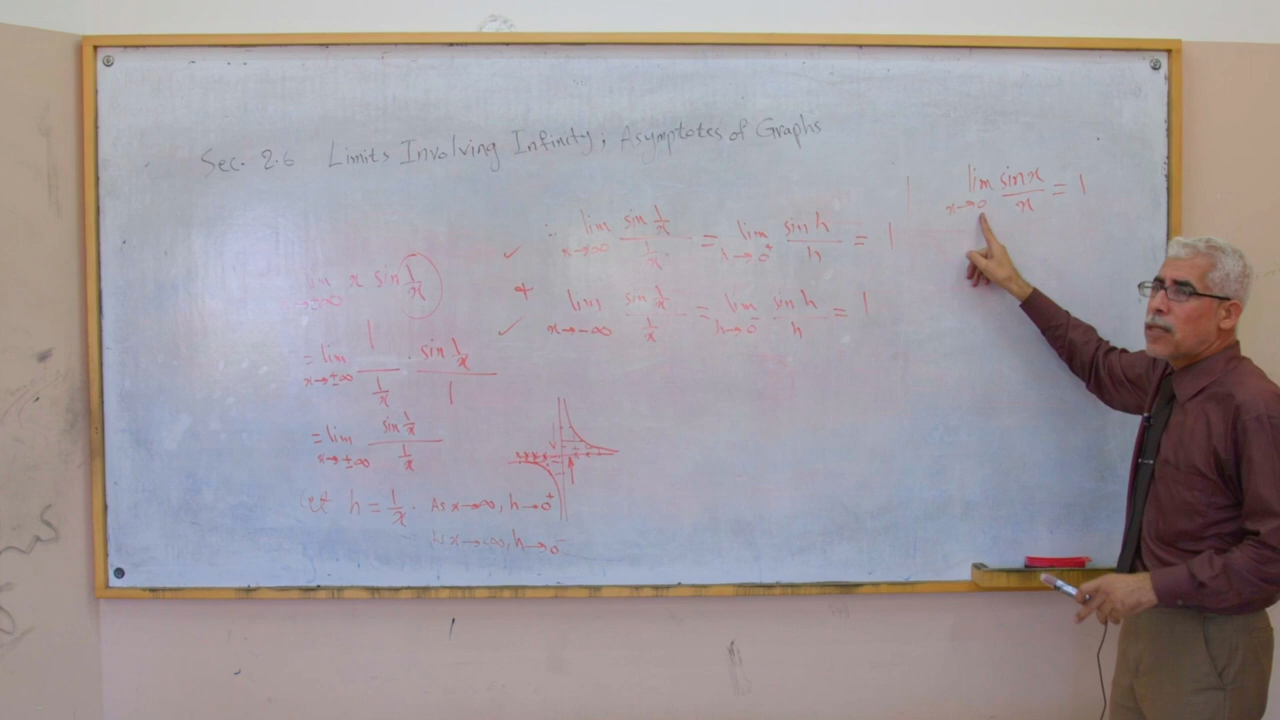 Sec. 2.6 Limits Involving Infinity; Asymptotes of Graphs
lim x→±∞ x sin 1/x
= lim x→±∞ 1/(1/x) · (sin 1/x)/1
= lim x→±∞ (sin 1/x)/(1/x)
Let h = 1/x. As x→∞, h→0⁺
As x→-∞, h→0⁻
∴ lim x→∞ (sin 1/x)/(1/x) = lim h→0⁺ (sin h)/h = 1
& lim x→-∞ (sin 1/x)/(1/x) = lim h→0⁻ (sin h)/h = 1
lim x→0 (sin x)/x = 1